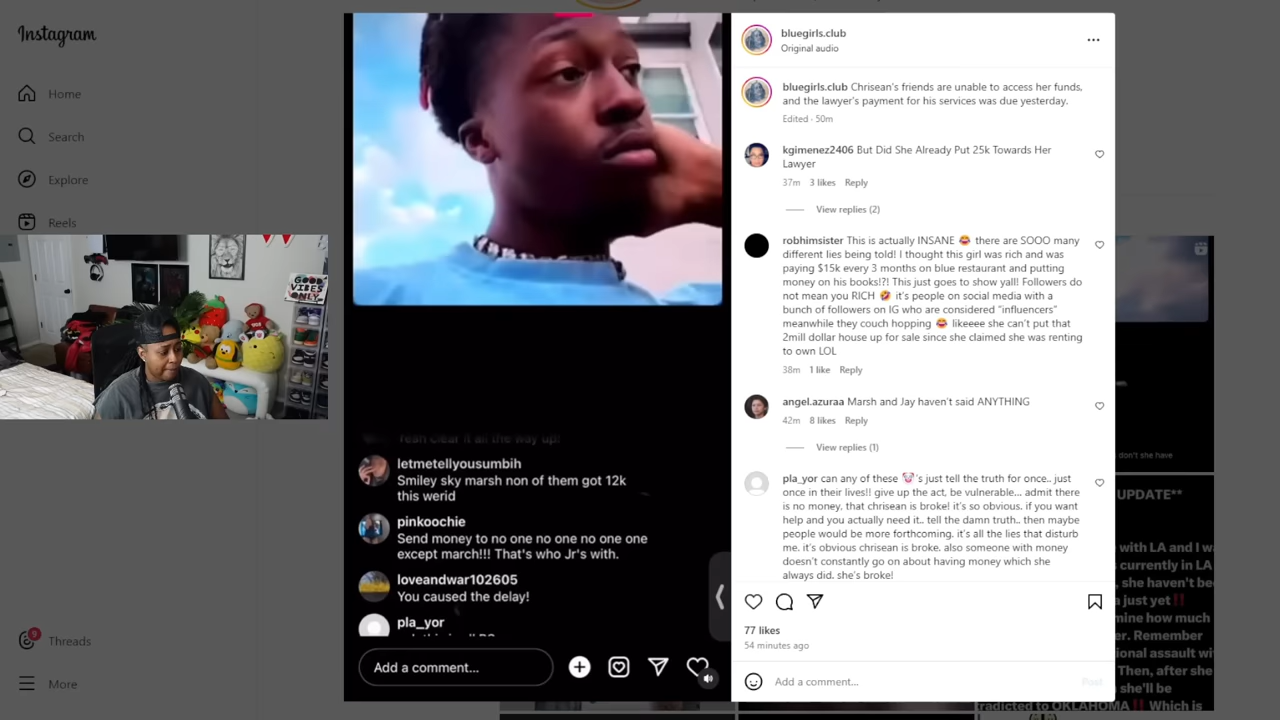 Instagram
Home
Search
Explore
Reels
9
Threads
More
GOOD
VIBES
ONLY
Yeah clear it all the way up!
letmetellyousumbih
Smiley sky marsh non of them got 12k
this werid
pinkoochie
Send money to no one no one no one
except march!!! That's who Jr's with.
loveandwar102605
You caused the delay!
pla_yor
Add a comment...
bluegirls.club
Original audio
bluegirls.club Chrisean's friends are unable to access her funds,
and the lawyer's payment for his services was due yesterday.
Edited · 50m
kgimenez2406 But Did She Already Put 25k Towards Her
Lawyer
37m 3 likes Reply
View replies (2)
robhimsister This is actually INSANE 😂 there are SOOO many
different lies being told! I thought this girl was rich and was
paying $15k every 3 months on blue restaurant and putting
money on his books!?! This just goes to show yall! Followers do
not mean you RICH 🤣 it's people on social media with a
bunch of followers on IG who are considered “influencers”
meanwhile they couch hopping 😂 likeeee she can't put that
2mill dollar house up for sale since she claimed she was renting
to own LOL
38m 1 like Reply
angel.azuraa Marsh and Jay haven't said ANYTHING
42m 8 likes Reply
View replies (1)
pla_yor can any of these 🤡's just tell the truth for once.. just
once in their lives!! give up the act, be vulnerable... admit there
is no money, that chrisean is broke! it's so obvious. if you want
help and you actually need it.. tell the damn truth.. then maybe
people would be more forthcoming. it's all the lies that disturb
me. it's obvious chrisean is broke. also someone with money
doesn't constantly go on about having money which she
always did. she's broke!
77 likes
54 minutes ago
Add a comment...
Post
don't she have
UPDATE**
with LA and I w
currently in LA
, she haven't be
a just yet‼️
mine how much
er. Remember
ional assault wi
Then, after she
she'll be
tradicted to OKLAHOMA‼️ Which is